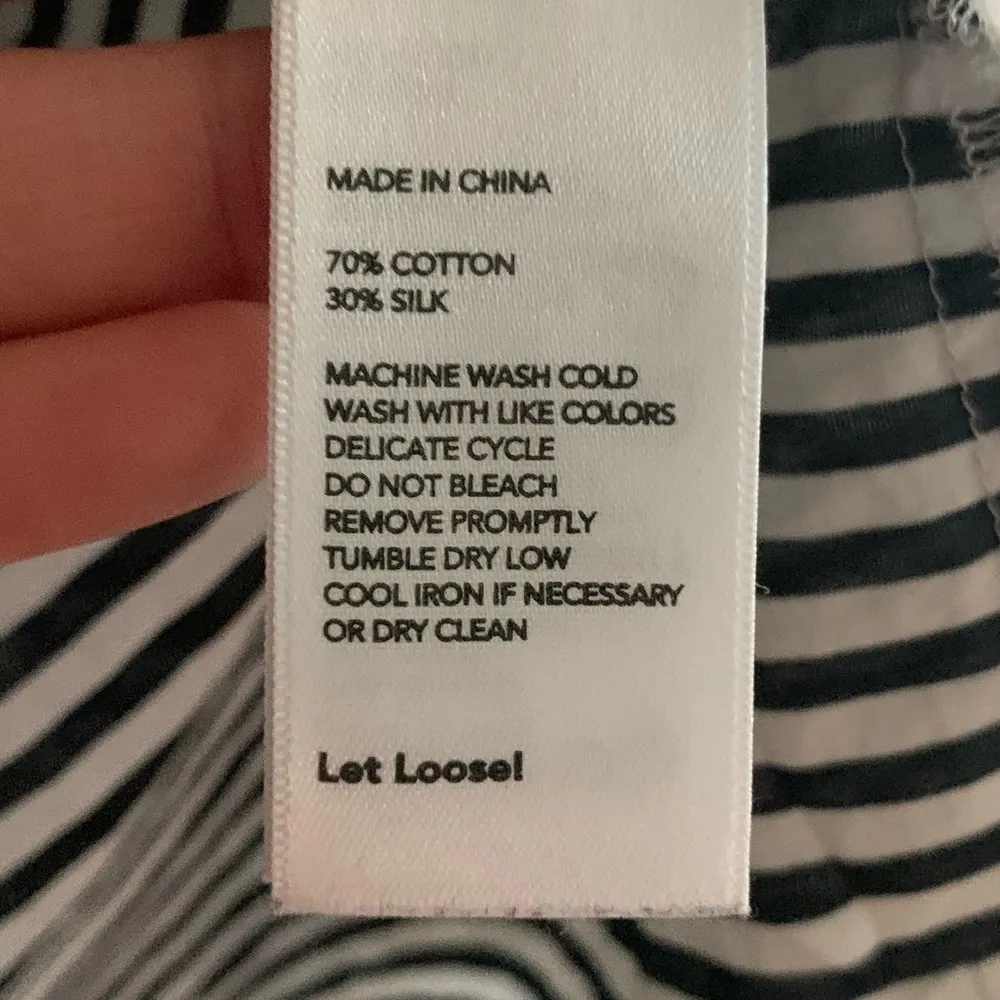 MADE IN CHINA
70% COTTON
30% SILK
MACHINE WASH COLD
WASH WITH LIKE COLORS
DELICATE CYCLE
DO NOT BLEACH
REMOVE PROMPTLY
TUMBLE DRY LOW
COOL IRON IF NECESSARY
OR DRY CLEAN
Let Loose!